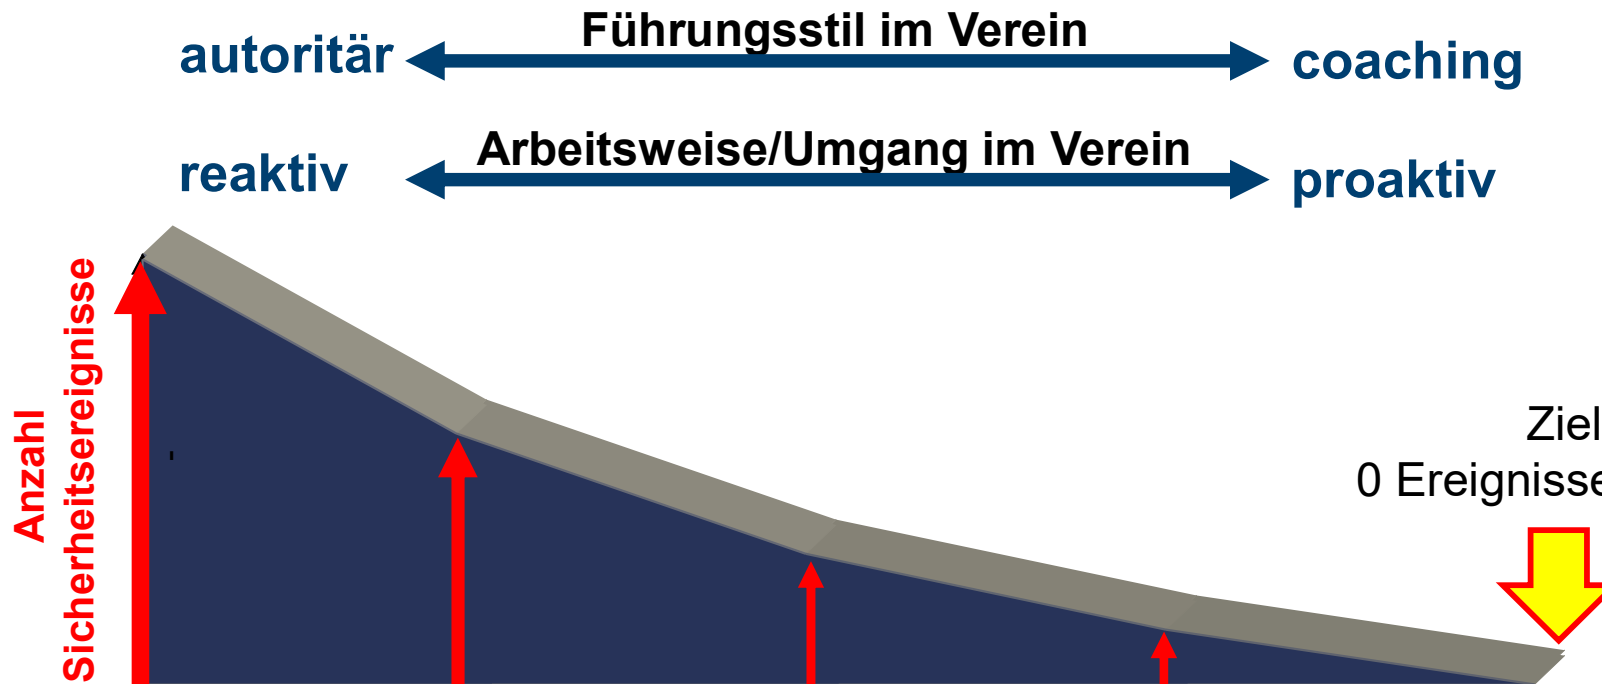 Führungsstil im Verein
autoritär
coaching
Arbeitsweise/Umgang im Verein
reaktiv
proaktiv
Anzahl
Sicherheitsereignisse
Ziel
0 Ereignisse